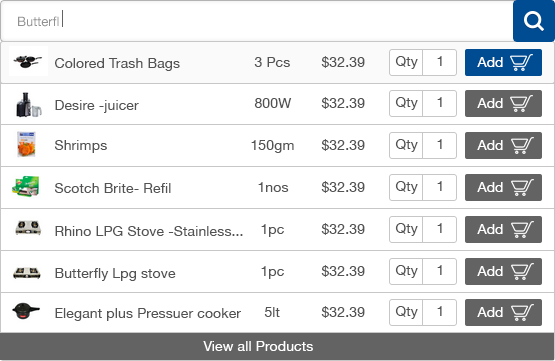 Butterfl
Colored Trash Bags 3 Pcs $32.39 Qty 1 Add
Desire -juicer 800W $32.39 Qty 1 Add
Shrimps 150gm $32.39 Qty 1 Add
Scotch Brite- Refil 1nos $32.39 Qty 1 Add
Rhino LPG Stove -Stainless... 1pc $32.39 Qty 1 Add
Butterfly Lpg stove 1pc $32.39 Qty 1 Add
Elegant plus Pressuer cooker 5lt $32.39 Qty 1 Add
View all Products